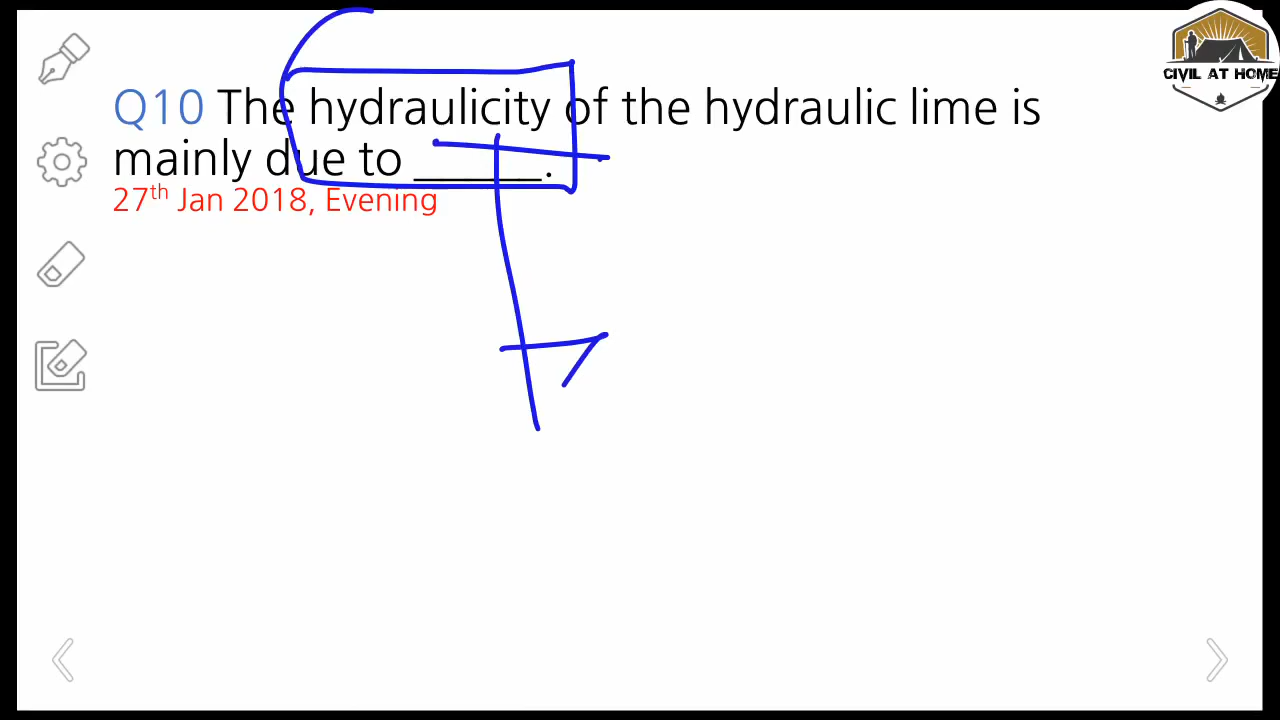 CIVIL AT HOME
Q10 The hydraulicity of the hydraulic lime is
mainly due to ______.
27th Jan 2018, Evening